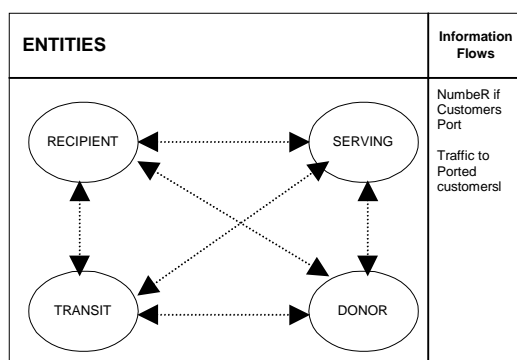 ENTITIES
Information
Flows
NumbeR if
Customers
Port
Traffic to
Ported
customersl
RECIPIENT
SERVING
TRANSIT
DONOR